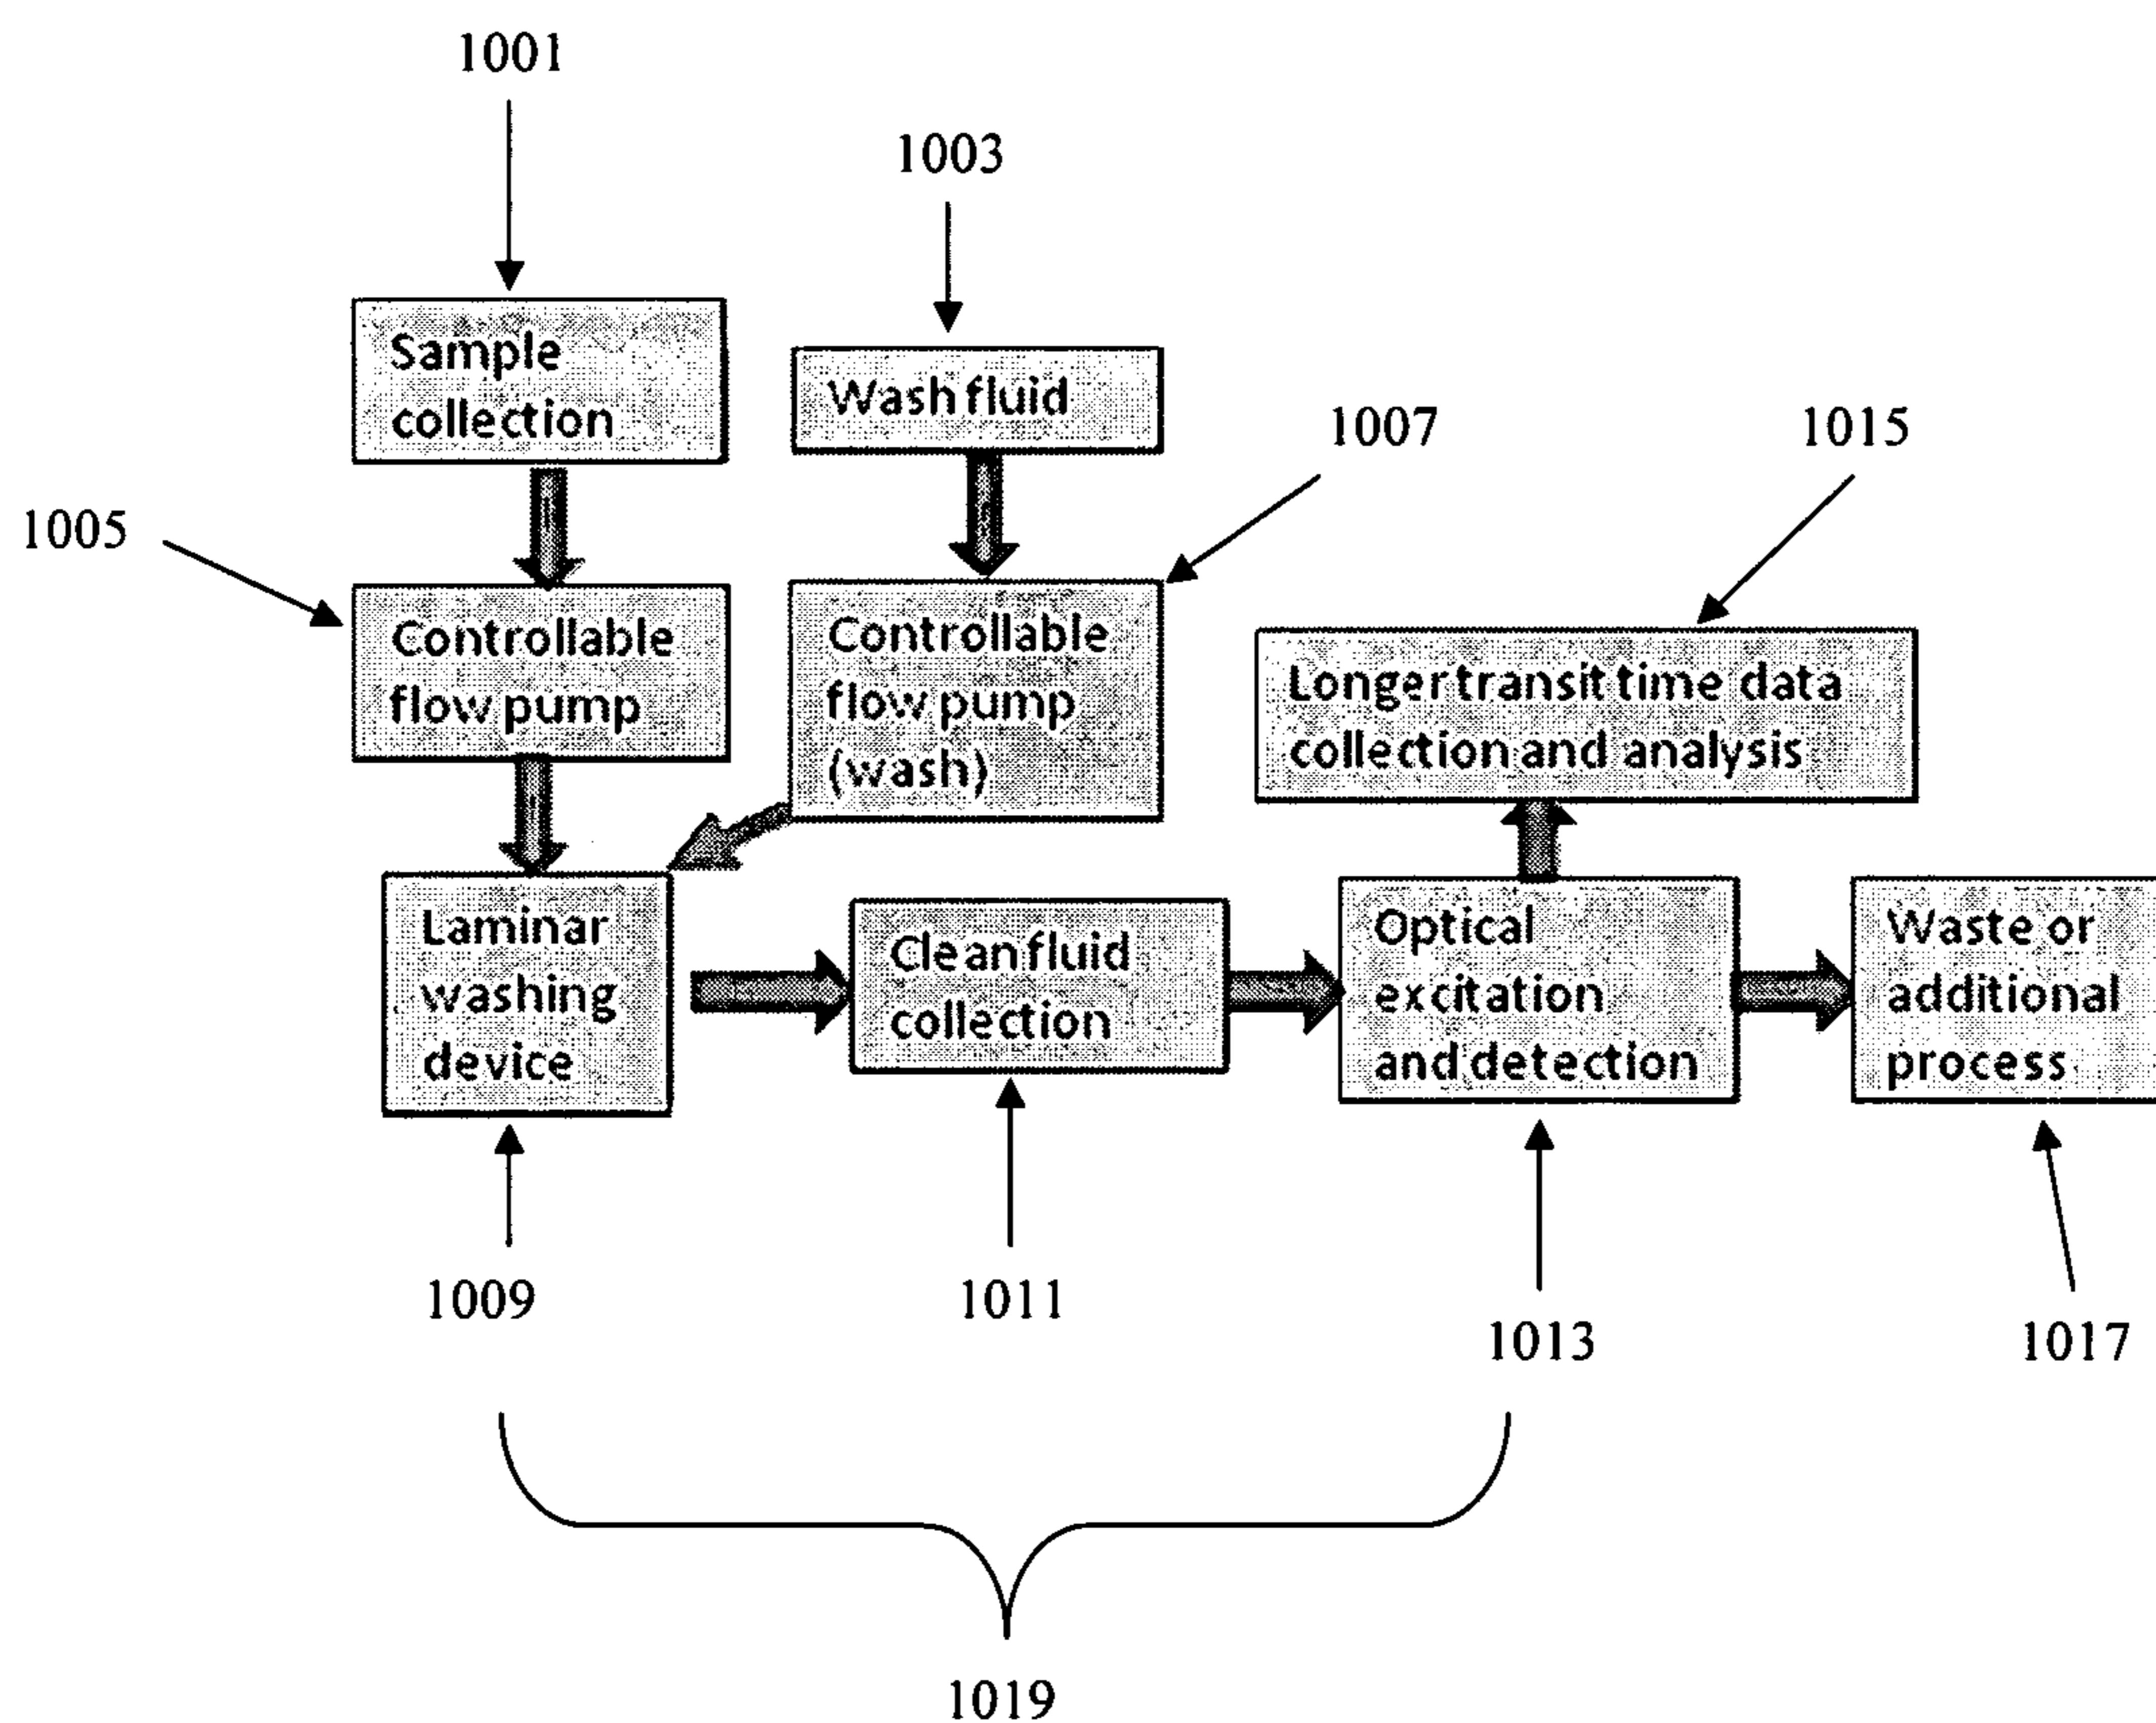 1001
1003
Sample
collection
Wash fluid
1007
1015
1005
Controllable
flow pump
Controllable
flow pump
(wash)
Longer transit time data
collection and analysis
Laminar
washing
device
Clean fluid
collection
Optical
excitation
and detection
Waste or
additional
process
1009
1011
1013
1017
1019